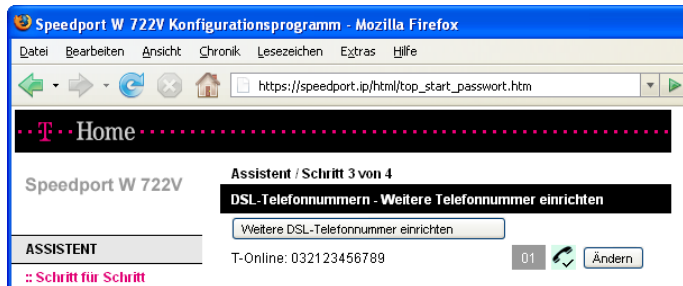 Speedport W 722V Konfigurationsprogramm - Mozilla Firefox
Datei Bearbeiten Ansicht Chronik Lesezeichen Extras Hilfe
https://speedport.ip/html/top_start_passwort.htm
T Home
Speedport W 722V
Assistent / Schritt 3 von 4
DSL-Telefonnummern - Weitere Telefonnummer einrichten
Weitere DSL-Telefonnummer einrichten
T-Online: 032123456789 01 Ändern
ASSISTENT
:: Schritt für Schritt